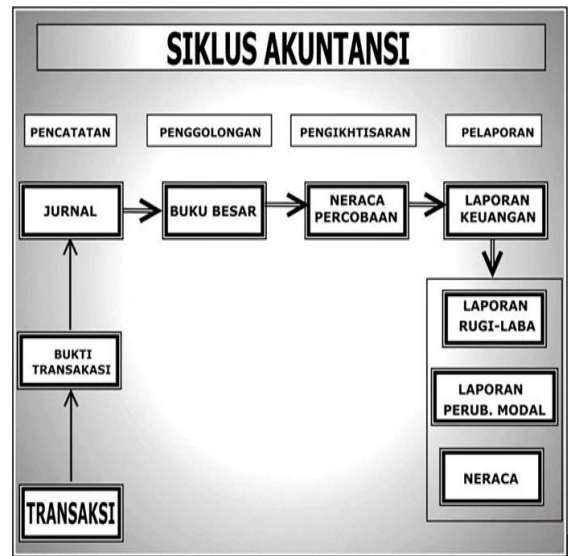 SIKLUS AKUNTANSI
PENCATATAN
PENGGOLONGAN
PENGIKHTISARAN
PELAPORAN
JURNAL
BUKU BESAR
NERACA
PERCOBAAN
LAPORAN
KEUANGAN
BUKTI
TRANSAKASI
TRANSAKSI
LAPORAN
RUGI-LABA
LAPORAN
PERUB. MODAL
NERACA